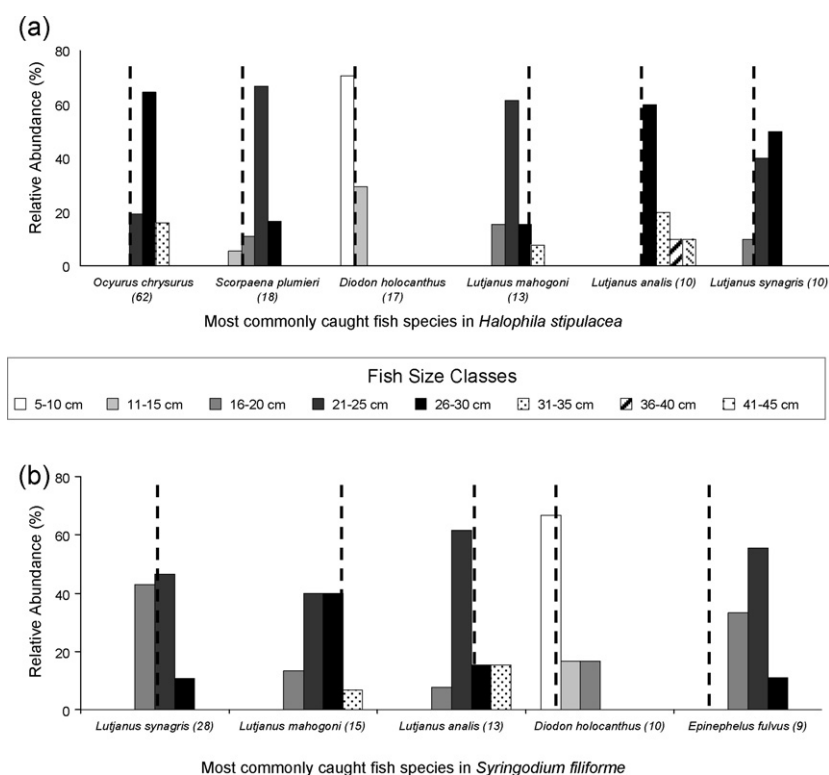 (a)
80
60
40
20
0
Relative Abundance (%)
Ocyurus chrysurus
(62)
Scorpaena plumieri
(18)
Diodon holocanthus
(17)
Lutjanus mahogoni
(13)
Lutjanus analis (10)
Lutjanus synagris (10)
Most commonly caught fish species in Halophila stipulacea
Fish Size Classes
5-10 cm 11-15 cm 16-20 cm 21-25 cm 26-30 cm 31-35 cm 36-40 cm 41-45 cm
(b)
80
60
40
20
0
Relative Abundance (%)
Lutjanus synagris (28) Lutjanus mahogoni (15) Lutjanus analis (13) Diodon holocanthus (10) Epinephelus fulvus (9)
Most commonly caught fish species in Syringodium filiforme